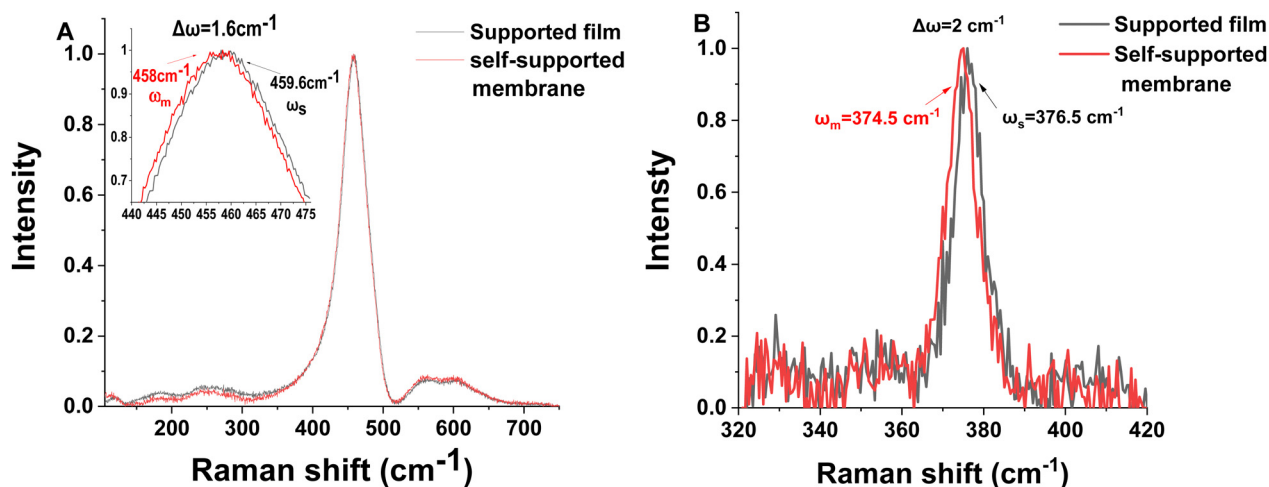 A
Δω=1.6cm⁻¹
Supported film
self-supported
membrane
458cm⁻¹
ωₘ
459.6cm⁻¹
ωₛ
1
0.9
0.8
0.7
440 445 450 455 460 465 470 475
1.0
0.8
0.6
0.4
0.2
0.0
Intensity
200 300 400 500 600 700
Raman shift (cm⁻¹)
B
Δω=2 cm⁻¹
Supported film
Self-supported
membrane
ωₘ=374.5 cm⁻¹
ωₛ=376.5 cm⁻¹
1.0
0.8
0.6
0.4
0.2
0.0
Intensty
320 340 360 380 400 420
Raman shift (cm⁻¹)